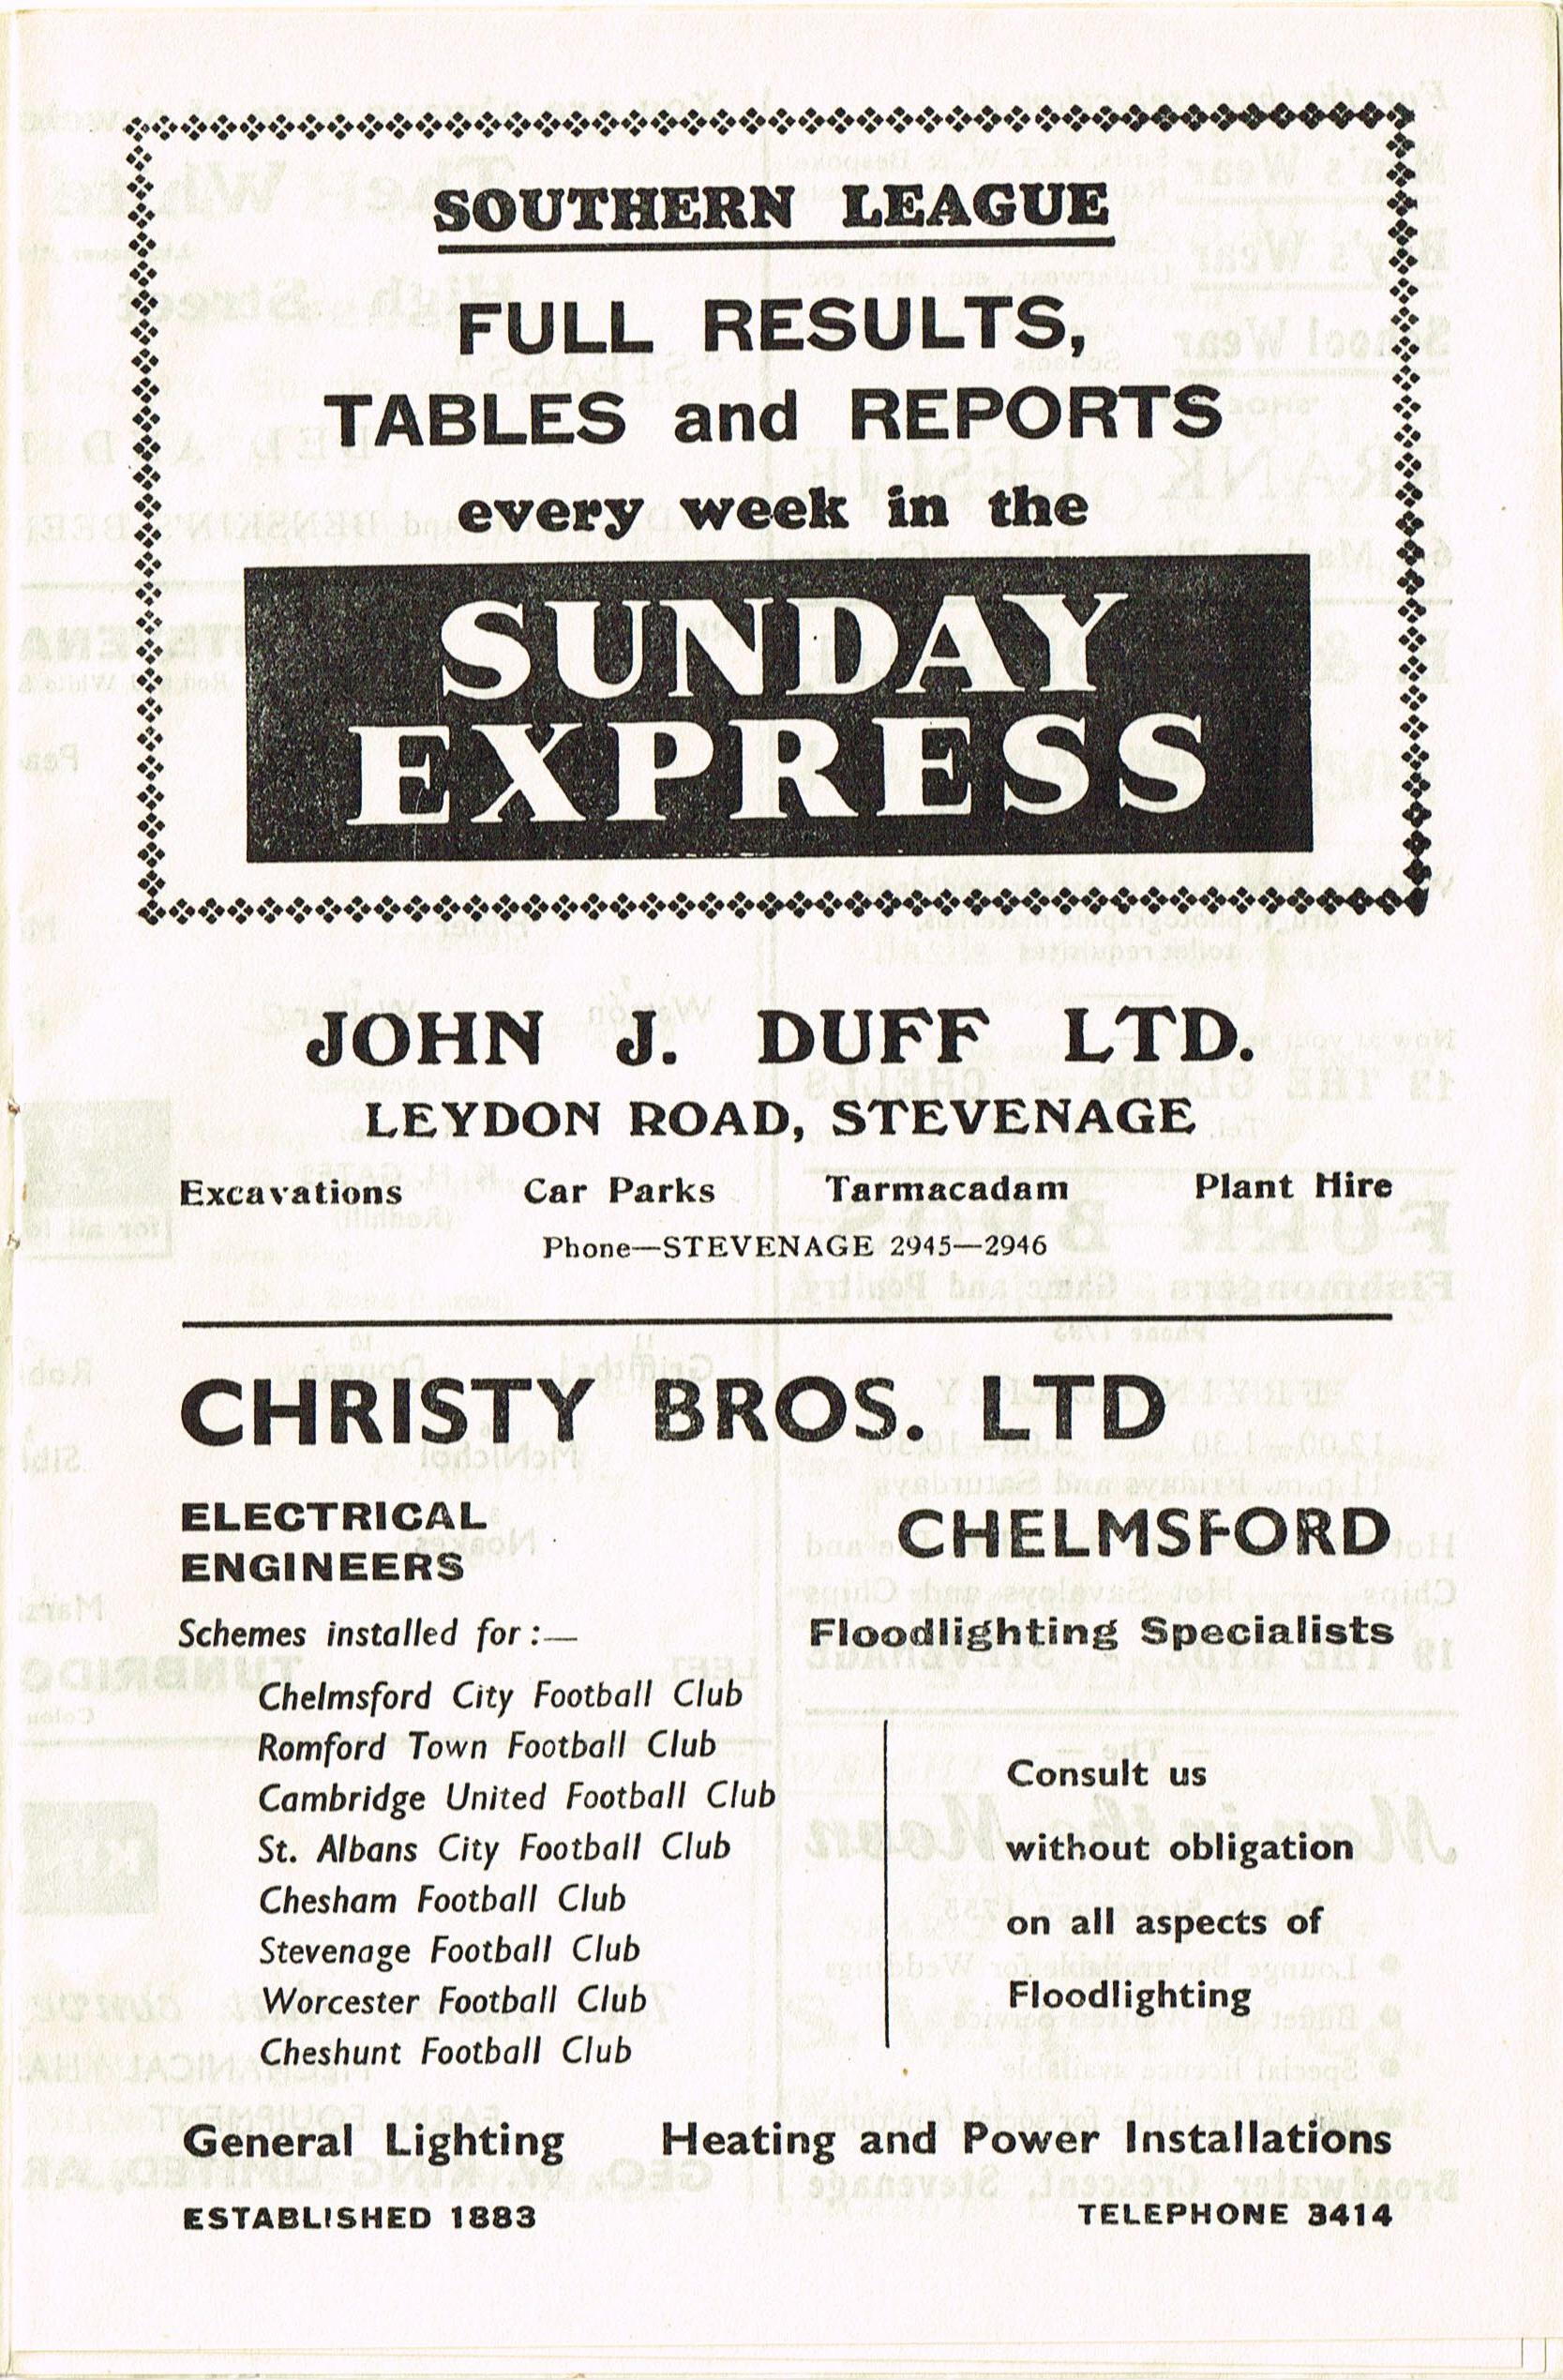 SOUTHERN LEAGUE
FULL RESULTS,
TABLES and REPORTS
every week in the
SUNDAY
EXPRESS
JOHN J. DUFF LTD.
LEYDON ROAD, STEVENAGE
Excavations Car Parks Tarmacadam Plant Hire
Phone—STEVENAGE 2945—2946
CHRISTY BROS. LTD
ELECTRICAL
ENGINEERS
CHELMSFORD
Schemes installed for :—
Floodlighting Specialists
Chelmsford City Football Club
Romford Town Football Club
Cambridge United Football Club
St. Albans City Football Club
Chesham Football Club
Stevenage Football Club
Worcester Football Club
Cheshunt Football Club
Consult us
without obligation
on all aspects of
Floodlighting
General Lighting Heating and Power Installations
ESTABLISHED 1883 TELEPHONE 3414